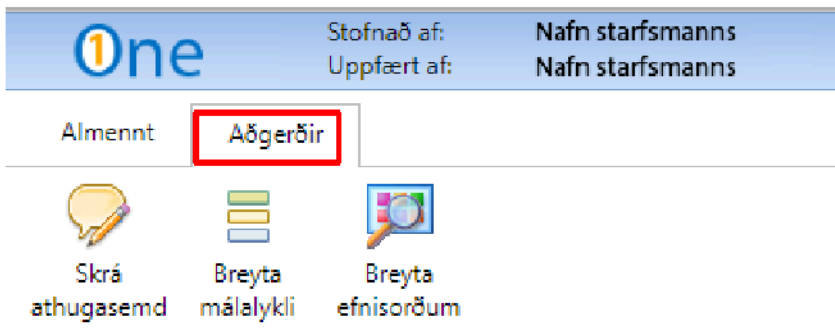 One Stofnað af: Nafn starfsmanns
Uppfært af: Nafn starfsmanns
Almennt Aðgerðir
Skrá Breyta Breyta
athugasemd málalykli efnisorðum